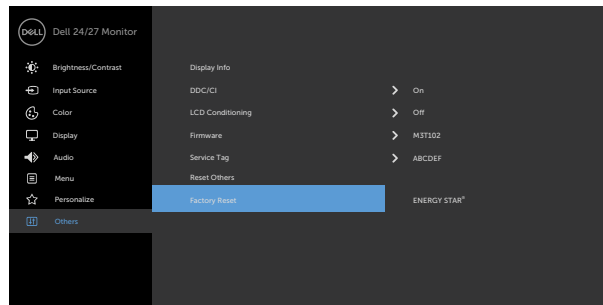 DELL Dell 24/27 Monitor
Brightness/Contrast Display Info
Input Source DDC/CI On
Color LCD Conditioning Off
Display Firmware M3T102
Audio Service Tag ABCDEF
Menu Reset Others
Personalize Factory Reset ENERGY STAR®
Others